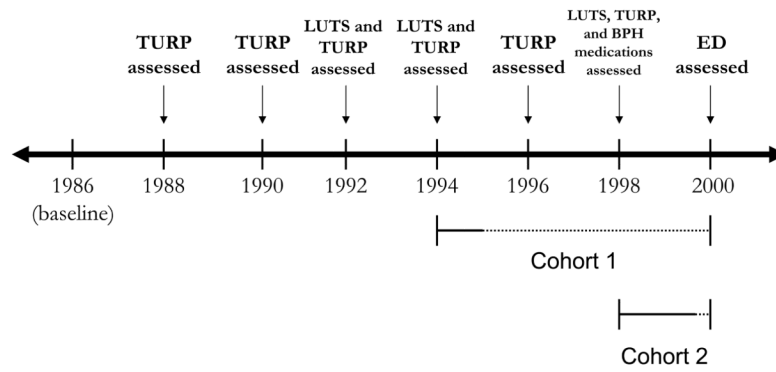 TURP
assessed
TURP
assessed
LUTS and
TURP
assessed
LUTS and
TURP
assessed
TURP
assessed
LUTS, TURP,
and BPH
medications
assessed
ED
assessed
1986
(baseline)
1988
1990
1992
1994
1996
1998
2000
Cohort 1
Cohort 2